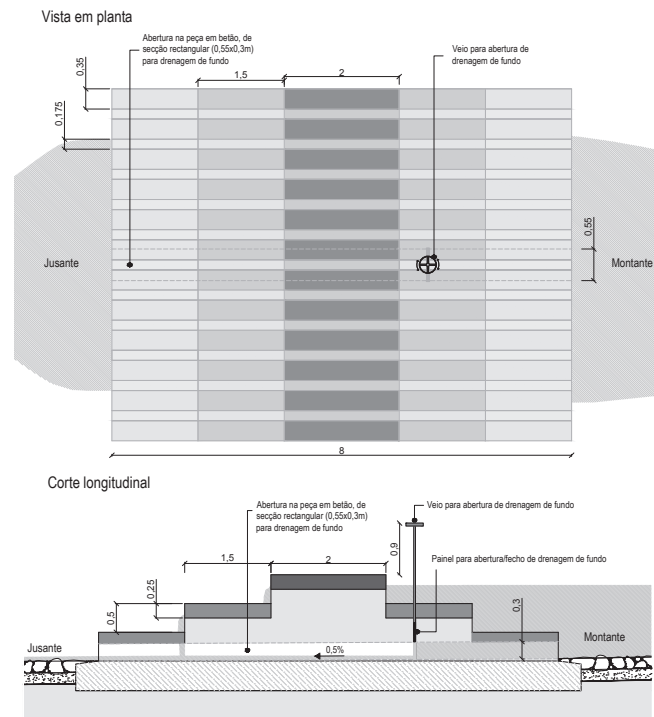 Vista em planta
Abertura na peça em betão, de
secção rectangular (0,55x0,3m)
para drenagem de fundo
Veio para abertura de
drenagem de fundo
0,35
1,5
2
0,175
0,55
Jusante
Montante
8
Corte longitudinal
Abertura na peça em betão, de
secção rectangular (0,55x0,3m)
para drenagem de fundo
Veio para abertura de drenagem de fundo
0,9
Painel para abertura/fecho de drenagem de fundo
1,5
2
0,25
0,5
0,3
Jusante
Montante
0,5%